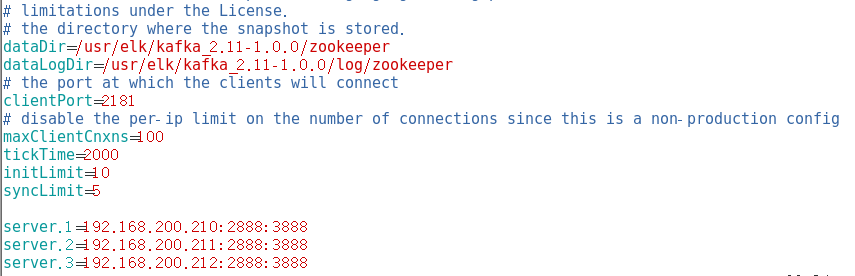 # limitations under the License.
# the directory where the snapshot is stored.
dataDir=/usr/elk/kafka_2.11-1.0.0/zookeeper
dataLogDir=/usr/elk/kafka_2.11-1.0.0/log/zookeeper
# the port at which the clients will connect
clientPort=2181
# disable the per-ip limit on the number of connections since this is a non-production config
maxClientCnxns=100
tickTime=2000
initLimit=10
syncLimit=5
server.1=192.168.200.210:2888:3888
server.2=192.168.200.211:2888:3888
server.3=192.168.200.212:2888:3888